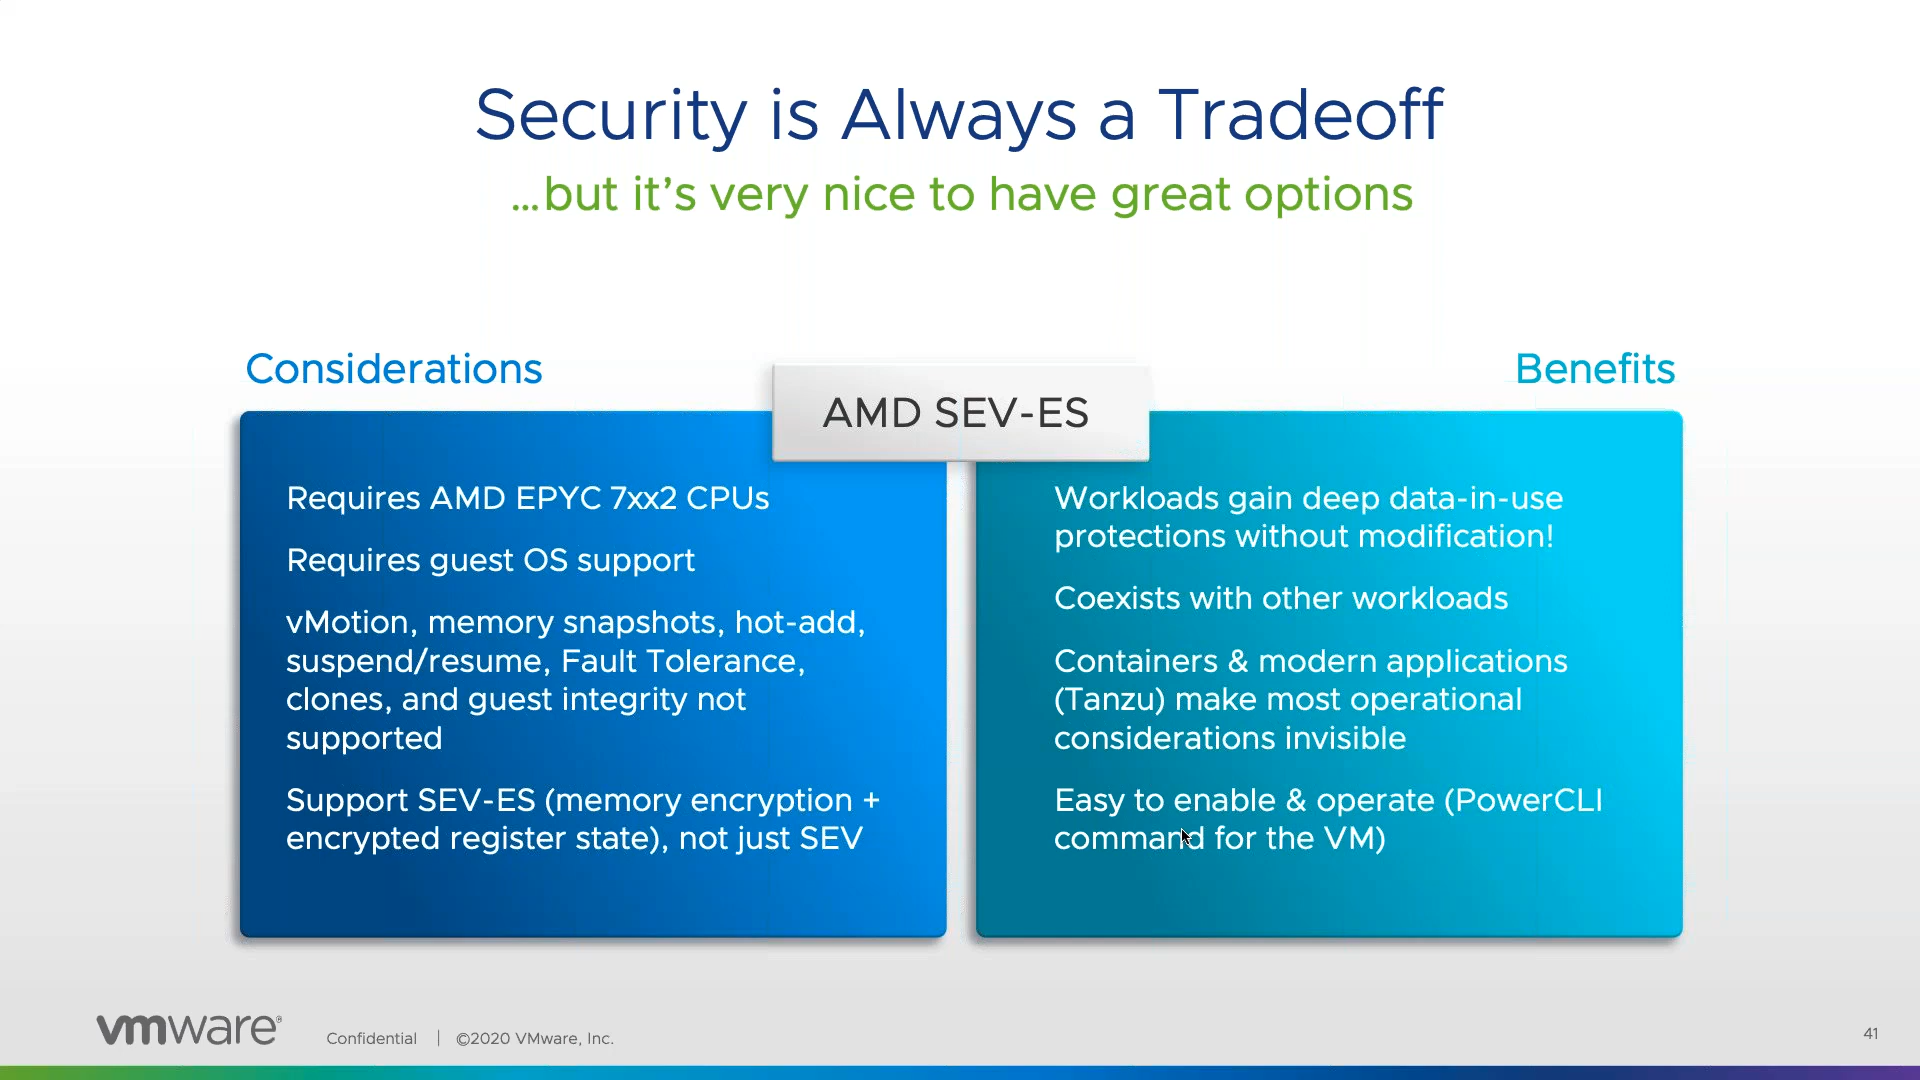 Security is Always a Tradeoff
...but it's very nice to have great options
Considerations
Benefits
AMD SEV-ES
Requires AMD EPYC 7xx2 CPUs
Requires guest OS support
vMotion, memory snapshots, hot-add,
suspend/resume, Fault Tolerance,
clones, and guest integrity not
supported
Support SEV-ES (memory encryption +
encrypted register state), not just SEV
Workloads gain deep data-in-use
protections without modification!
Coexists with other workloads
Containers & modern applications
(Tanzu) make most operational
considerations invisible
Easy to enable & operate (PowerCLI
command for the VM)
vmware®
Confidential | ©2020 VMware, Inc.
41